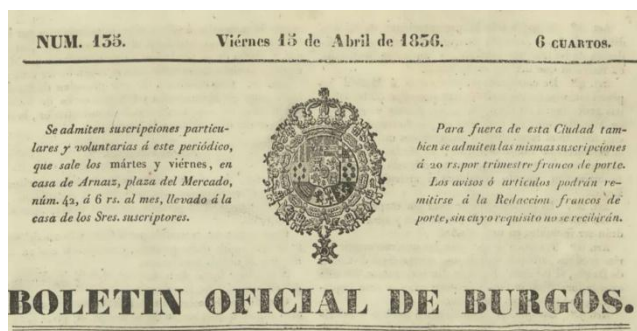 NUM. 135. Viérnes 15 de Abril de 1836. 6 CUARTOS.
Se admiten suscripciones particu-
lares y voluntarias á este periódico,
que sale los mártes y viérnes, en
casa de Arnaiz, plaza del Mercado,
núm. 42, á 6 rs. al mes, llevado á la
casa de los Sres. suscriptores.
Para fuera de esta Ciudad tam-
bien se admiten las mismas suscripciones
á 20 rs. por trimestre franco de porte.
Los avisos ó artículos podrán re-
mitirse á la Redaccion francos de
porte, sin cuyo requisito no se recibirán.
BOLETIN OFICIAL DE BURGOS.